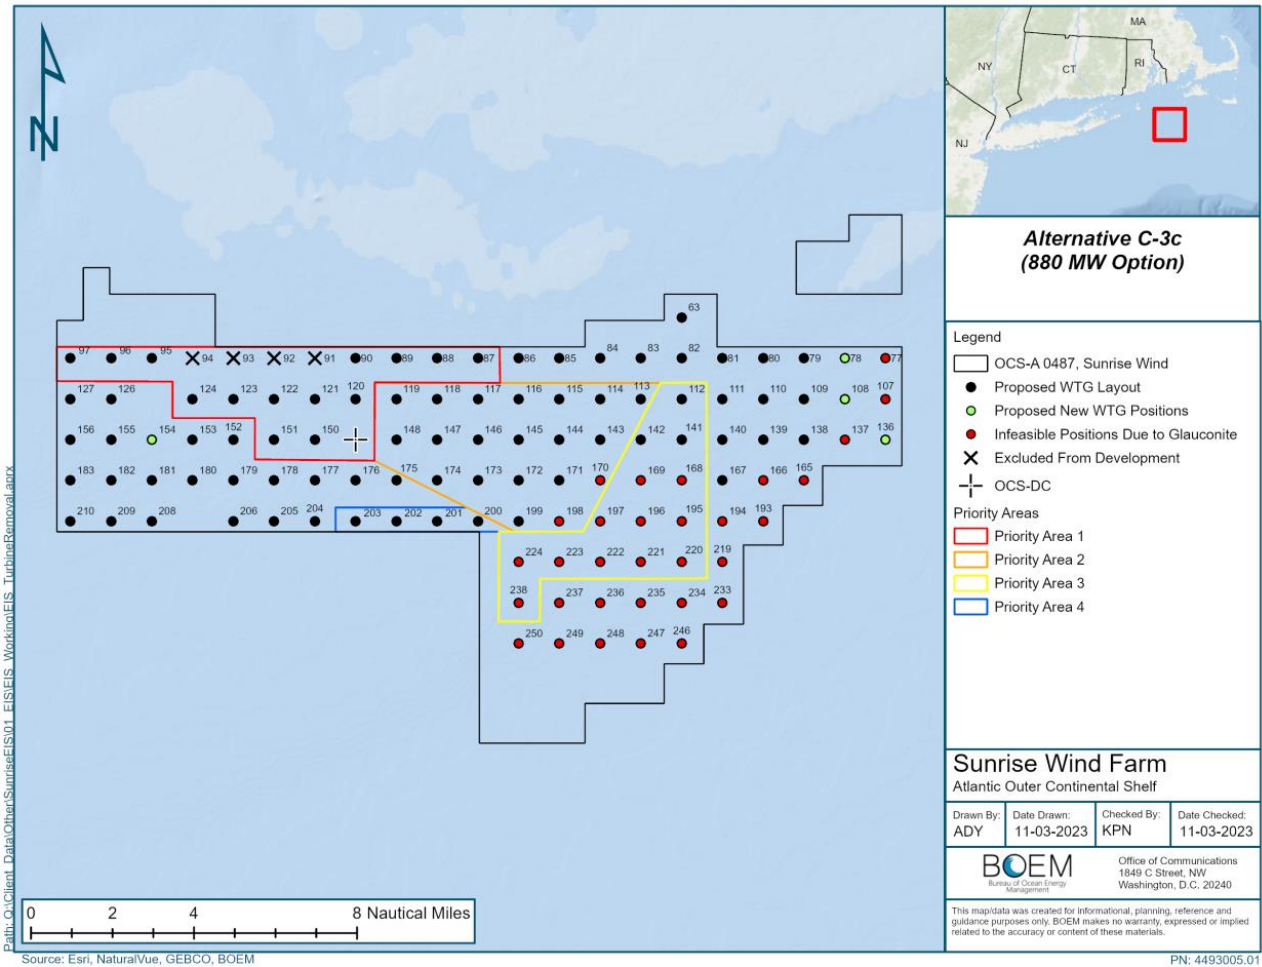 N
63
97 96 95 94 93 92 91 90 89 88 87 86 85 84 83 82 81 80 79 78 77
127 126 124 123 122 121 120 119 118 117 116 115 114 113 112 111 110 109 108 107
156 155 154 153 152 151 150 148 147 146 145 144 143 142 141 140 139 138 137 136
183 182 181 180 179 178 177 176 175 174 173 172 171 170 169 168 167 166 165
210 209 208 206 205 204 203 202 201 200 199 198 197 196 195 194 193
224 223 222 221 220 219
238 237 236 235 234 233
250 249 248 247 246
0 2 4 8 Nautical Miles
Path: Q:\Client_Data\Other\SunriseEIS\01_EIS\EIS_Working\EIS_TurbineRemoval.aprx
Source: Esri, NaturalVue, GEBCO, BOEM
MA
NY
CT
RI
NJ
Alternative C-3c
(880 MW Option)
Legend
OCS-A 0487, Sunrise Wind
Proposed WTG Layout
Proposed New WTG Positions
Infeasible Positions Due to Glauconite
Excluded From Development
OCS-DC
Priority Areas
Priority Area 1
Priority Area 2
Priority Area 3
Priority Area 4
Sunrise Wind Farm
Atlantic Outer Continental Shelf
Drawn By: Date Drawn: Checked By: Date Checked:
ADY 11-03-2023 KPN 11-03-2023
BOEM
Bureau of Ocean Energy
Management
Office of Communications
1849 C Street, NW
Washington, D.C. 20240
This map/data was created for informational, planning, reference and
guidance purposes only. BOEM makes no warranty, expressed or implied
related to the accuracy or content of these materials.
PN: 4493005.01